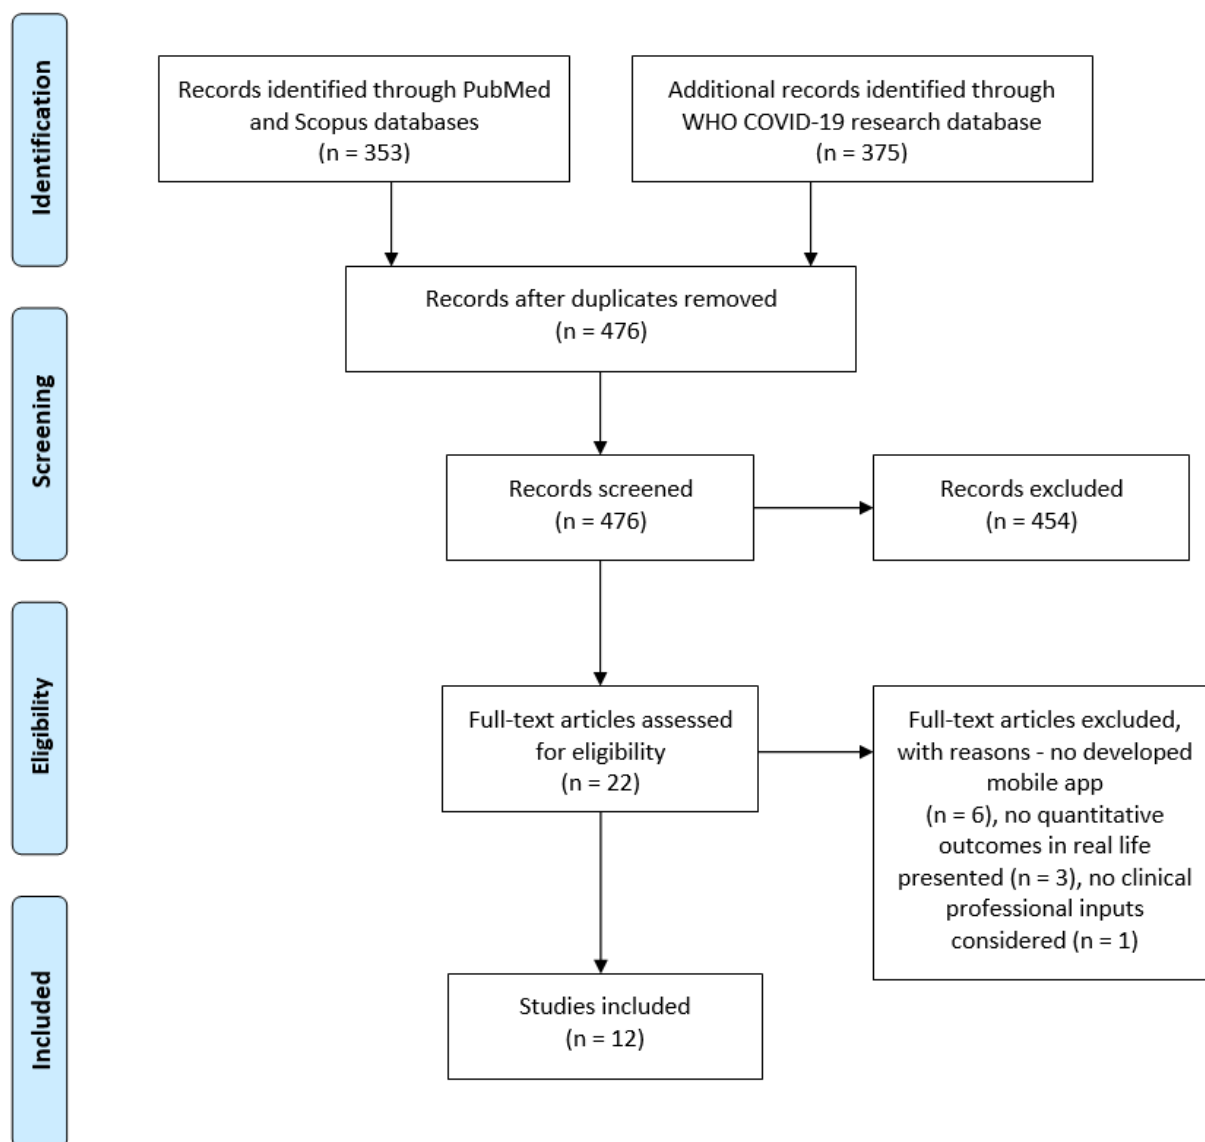 Identification
Records identified through PubMed
and Scopus databases
(n = 353)
Additional records identified through
WHO COVID-19 research database
(n = 375)
Records after duplicates removed
(n = 476)
Screening
Records screened
(n = 476)
Records excluded
(n = 454)
Eligibility
Full-text articles assessed
for eligibility
(n = 22)
Full-text articles excluded,
with reasons - no developed
mobile app
(n = 6), no quantitative
outcomes in real life
presented (n = 3), no clinical
professional inputs
considered (n = 1)
Included
Studies included
(n = 12)